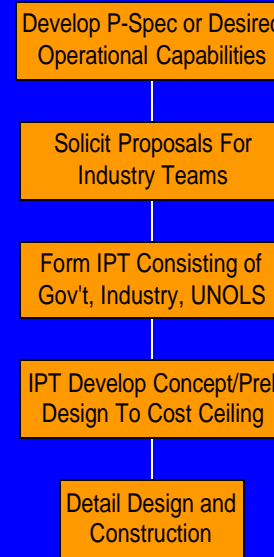 Develop P-Spec or Desired
Operational Capabilities
Solicit Proposals For
Industry Teams
Form IPT Consisting of
Gov't, Industry, UNOLS
IPT Develop Concept/Prel
Design To Cost Ceiling
Detail Design and
Construction